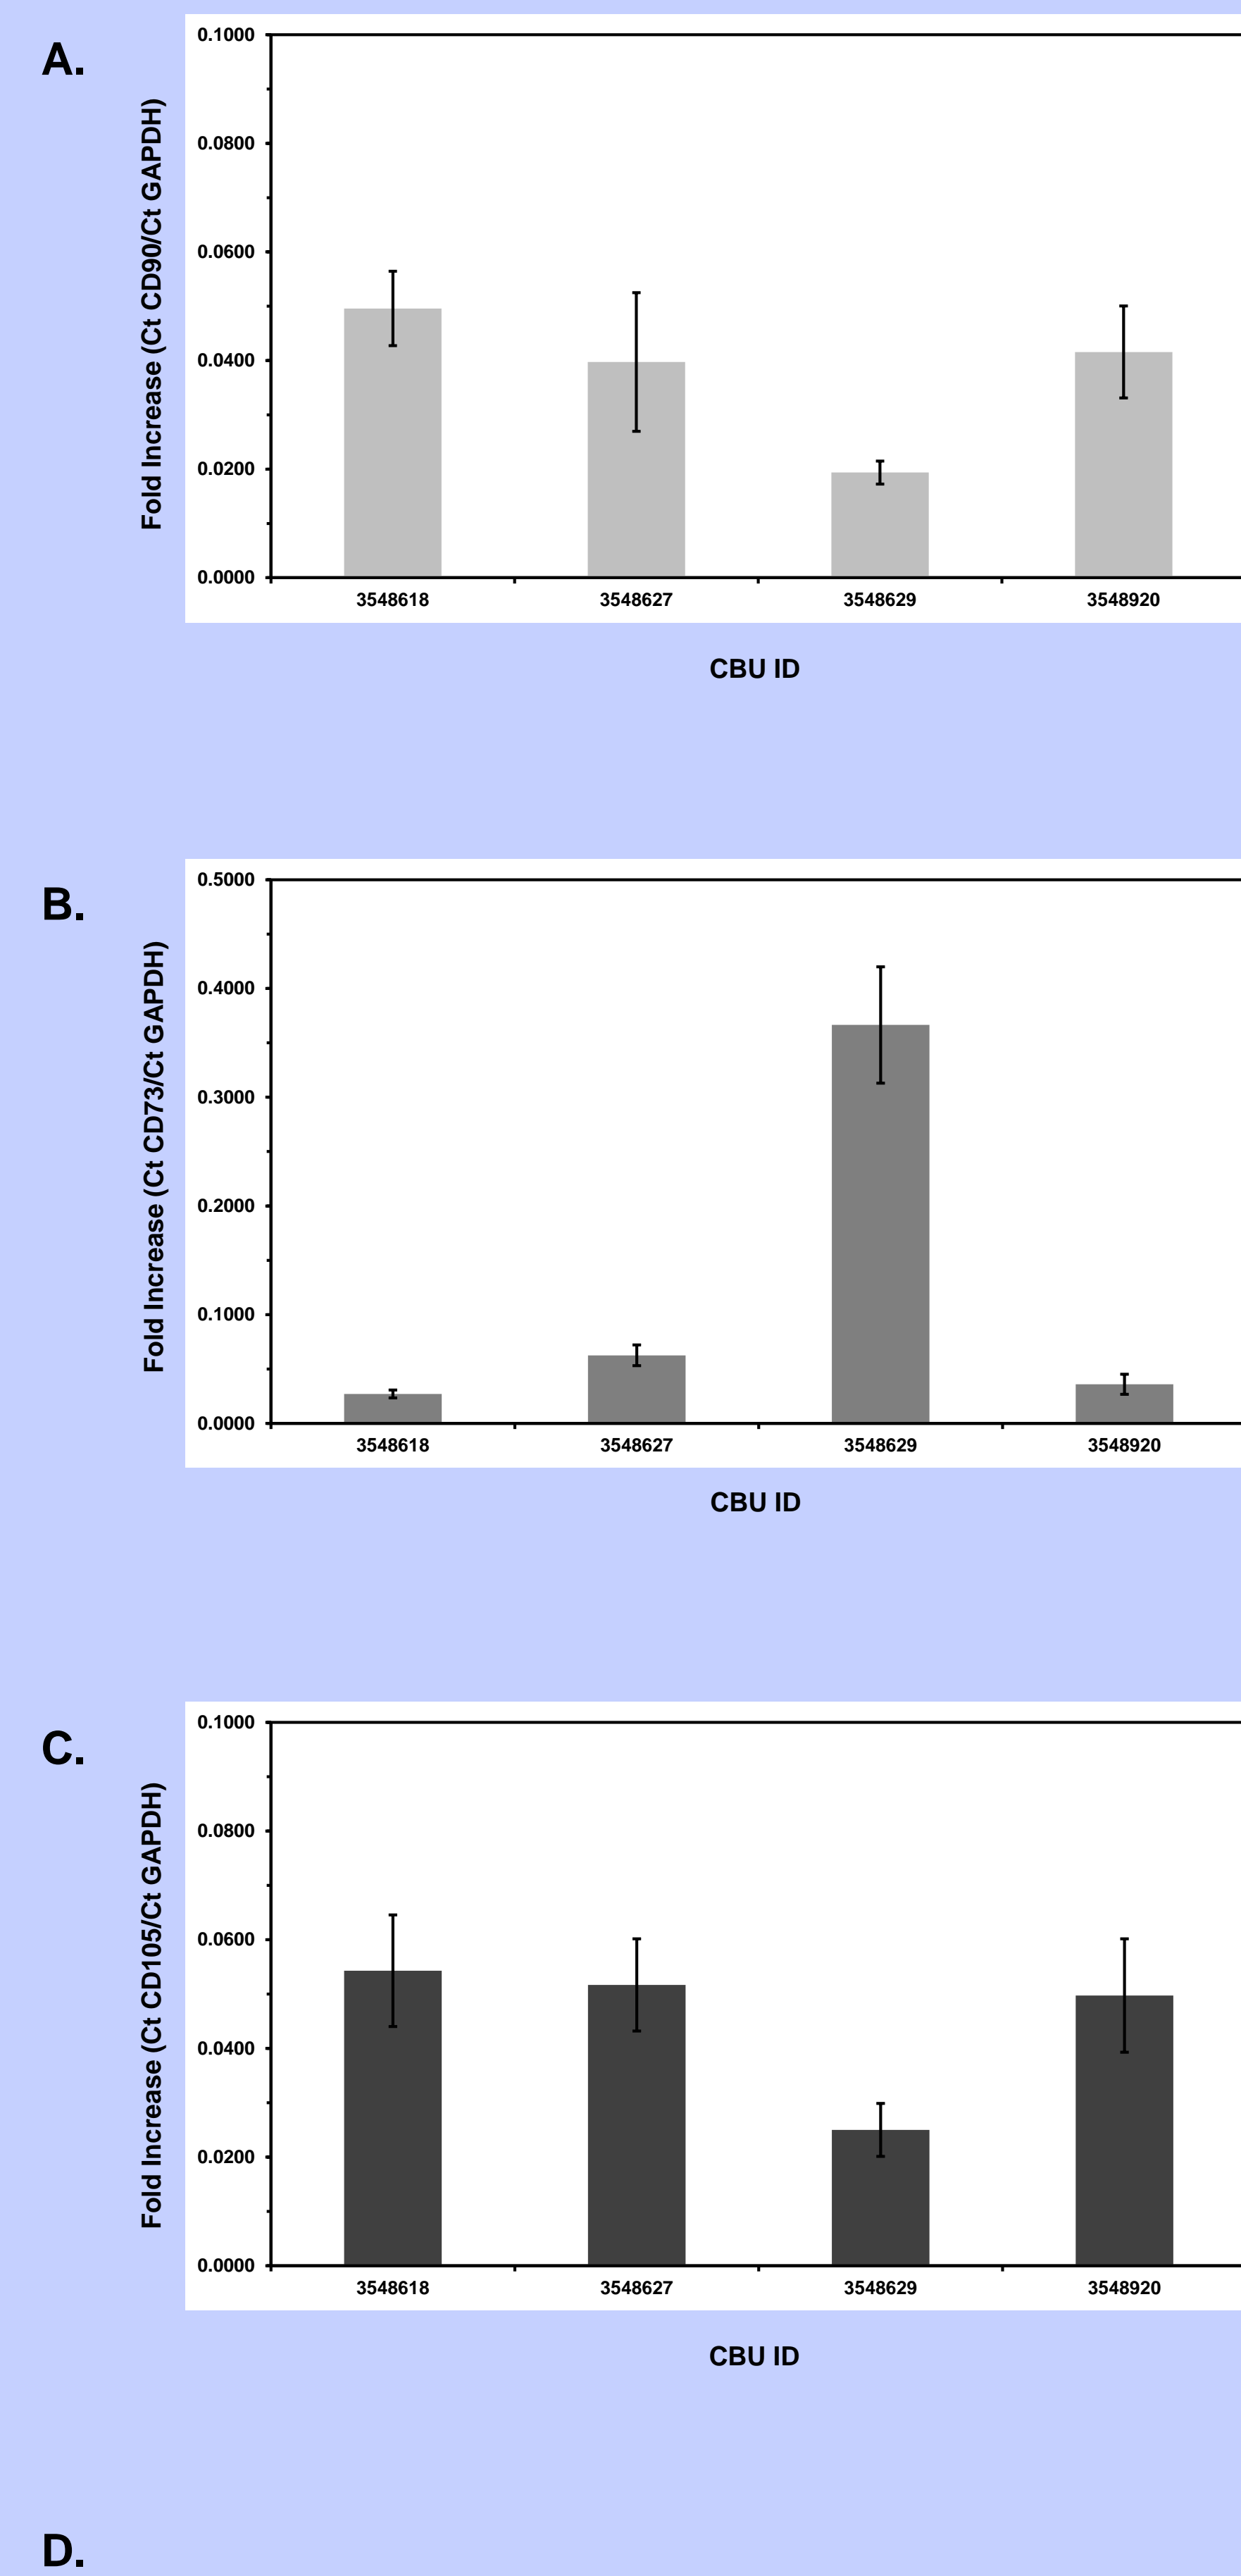 A.
Fold Increase (Ct CD90/Ct GAPDH)
0.1000
0.0800
0.0600
0.0400
0.0200
0.0000
3548618 3548627 3548629 3548920
CBU ID
B.
Fold Increase (Ct CD73/Ct GAPDH)
0.5000
0.4000
0.3000
0.2000
0.1000
0.0000
3548618 3548627 3548629 3548920
CBU ID
C.
Fold Increase (Ct CD105/Ct GAPDH)
0.1000
0.0800
0.0600
0.0400
0.0200
0.0000
3548618 3548627 3548629 3548920
CBU ID
D.